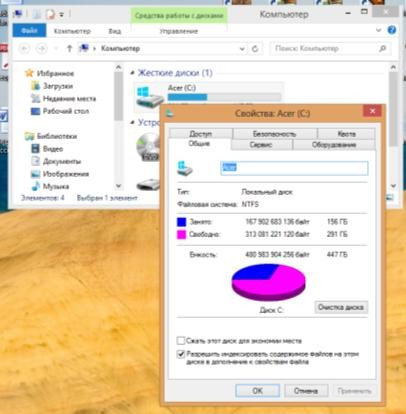 Средства работы с дисками
Компьютер
Файл
Компьютер
Вид
Управление
Компьютер
Поиск: Компьютер
Избранное
Загрузки
Недавние места
Рабочий стол
Библиотеки
Видео
Документы
Изображения
Музыка
Жесткие диски (1)
Acer (C:)
Устро
Элементов: 4 Выбран 1 элемент
Свойства: Acer (C:)
Доступ Безопасность Квота
Общие Сервис Оборудование
Acer
Тип: Локальный диск
Файловая система: NTFS
Занято: 167 902 683 136 байт 156 ГБ
Свободно: 313 081 221 120 байт 291 ГБ
Емкость: 480 983 904 256 байт 447 ГБ
Диск C:
Очистка диска
Сжать этот диск для экономии места
Разрешить индексировать содержимое файлов на этом
диске в дополнение к свойствам файла
OK Отмена Применить